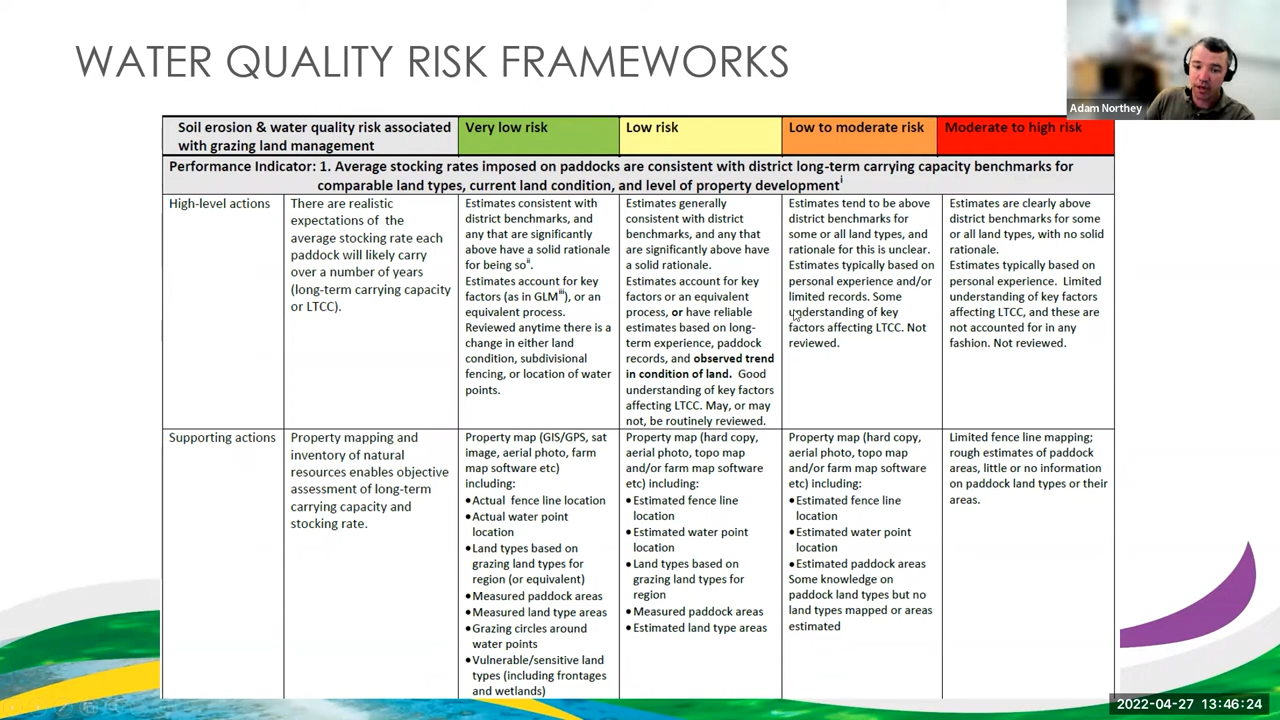 WATER QUALITY RISK FRAMEWORKS
Adam Northey
Soil erosion & water quality risk associated
with grazing land management
Very low risk
Low risk
Low to moderate risk
Moderate to high risk
Performance Indicator: 1. Average stocking rates imposed on paddocks are consistent with district long-term carrying capacity benchmarks for
comparable land types, current land condition, and level of property development i
High-level actions
There are realistic
expectations of the
average stocking rate each
paddock will likely carry
over a number of years
(long-term carrying capacity
or LTCC).
Estimates consistent with
district benchmarks, and
any that are significantly
above have a solid rationale
for being so ii.
Estimates account for key
factors (as in GLM iii), or an
equivalent process.
Reviewed anytime there is a
change in either land
condition, subdivisional
fencing, or location of water
points.
Estimates generally
consistent with district
benchmarks, and any that
are significantly above have
a solid rationale.
Estimates account for key
factors or an equivalent
process, or have reliable
estimates based on long-
term experience, paddock
records, and observed trend
in condition of land. Good
understanding of key factors
affecting LTCC. May, or may
not, be routinely reviewed.
Estimates tend to be above
district benchmarks for
some or all land types, and
rationale for this is unclear.
Estimates typically based on
personal experience and/or
limited records. Some
understanding of key
factors affecting LTCC. Not
reviewed.
Estimates are clearly above
district benchmarks for some
or all land types, with no solid
rationale.
Estimates typically based on
personal experience. Limited
understanding of key factors
affecting LTCC, and these are
not accounted for in any
fashion. Not reviewed.
Supporting actions
Property mapping and
inventory of natural
resources enables objective
assessment of long-term
carrying capacity and
stocking rate.
Property map (GIS/GPS, sat
image, aerial photo, farm
map software etc)
including:
•Actual fence line location
•Actual water point
location
•Land types based on
grazing land types for
region (or equivalent)
•Measured paddock areas
•Measured land type areas
•Grazing circles around
water points
•Vulnerable/sensitive land
types (including frontages
and wetlands)
Property map (hard copy,
aerial photo, topo map
and/or farm map software
etc) including:
•Estimated fence line
location
•Estimated water point
location
•Land types based on
grazing land types for
region
•Measured paddock areas
•Estimated land type areas
Property map (hard copy,
aerial photo, topo map
and/or farm map software
etc) including:
•Estimated fence line
location
•Estimated water point
location
•Estimated paddock areas
Some knowledge on
paddock land types but no
land types mapped or areas
estimated
Limited fence line mapping;
rough estimates of paddock
areas, little or no information
on paddock land types or their
areas.
2022-04-27 13:46:24